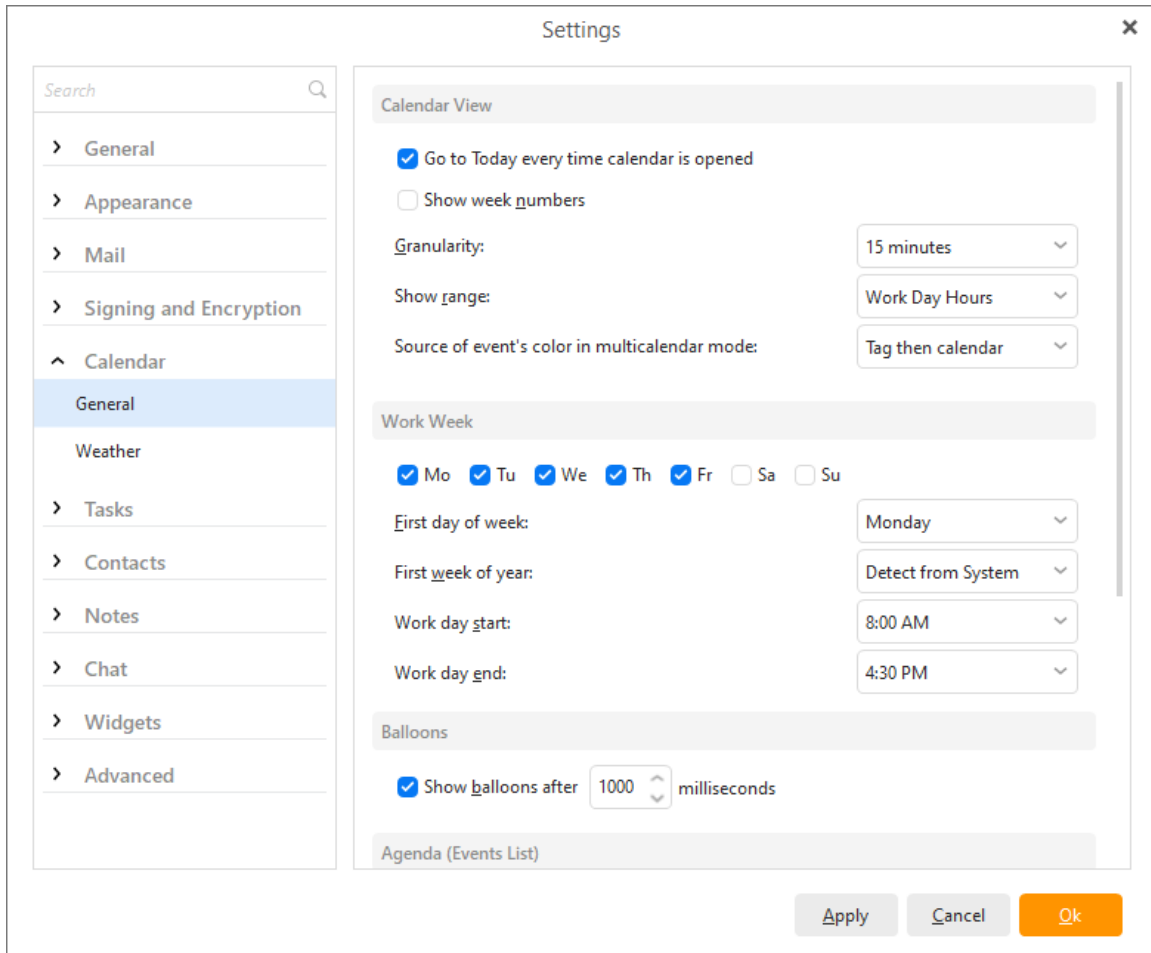 Settings
Search
General
Appearance
Mail
Signing and Encryption
Calendar
General
Weather
Tasks
Contacts
Notes
Chat
Widgets
Advanced
Calendar View
Go to Today every time calendar is opened
Show week numbers
Granularity: 15 minutes
Show range: Work Day Hours
Source of event's color in multicalendar mode: Tag then calendar
Work Week
Mo Tu We Th Fr Sa Su
First day of week: Monday
First week of year: Detect from System
Work day start: 8:00 AM
Work day end: 4:30 PM
Balloons
Show balloons after 1000 milliseconds
Agenda (Events List)
Apply Cancel Ok